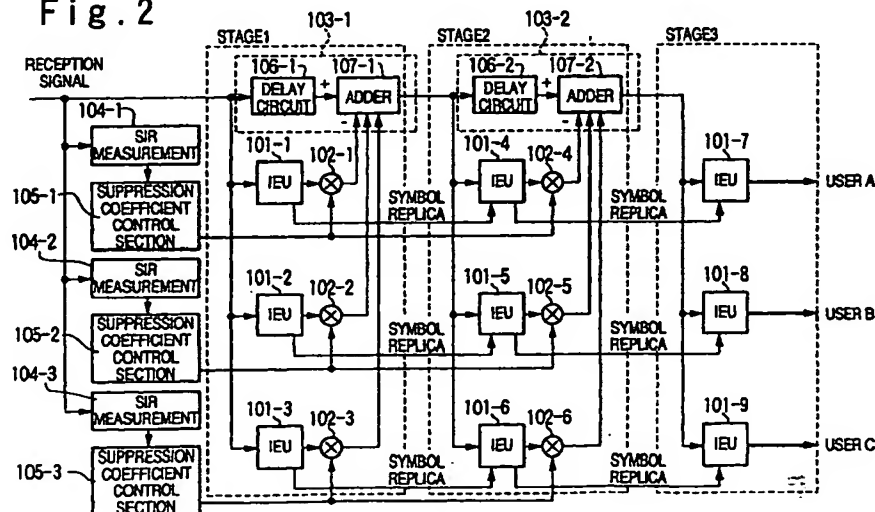 Fig.2
103-1
103-2
STAGE1
STAGE2
STAGE3
RECEPTION
SIGNAL
106-1
107-1
106-2
107-2
DELAY
CIRCUIT
+
ADDER
-
DELAY
CIRCUIT
+
ADDER
-
104-1
SIR
MEASUREMENT
101-1
IEU
102-1
101-4
IEU
102-4
101-7
IEU
USER A
105-1
SUPPRESSION
COEFFICIENT
CONTROL
SECTION
SYMBOL
REPLICA
SYMBOL
REPLICA
104-2
SIR
MEASUREMENT
101-2
IEU
102-2
101-5
IEU
102-5
101-8
IEU
USER B
105-2
SUPPRESSION
COEFFICIENT
CONTROL
SECTION
SYMBOL
REPLICA
SYMBOL
REPLICA
104-3
SIR
MEASUREMENT
101-3
IEU
102-3
101-6
IEU
102-6
101-9
IEU
USER C
105-3
SUPPRESSION
COEFFICIENT
CONTROL
SECTION
SYMBOL
REPLICA
SYMBOL
REPLICA